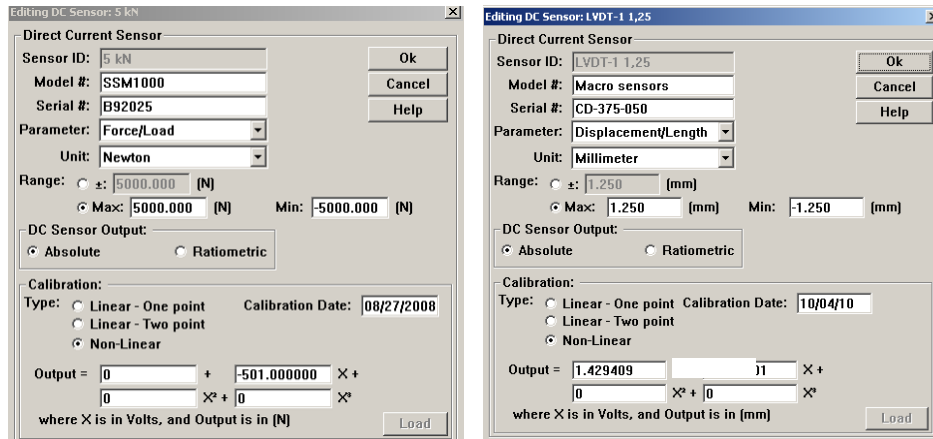 Editing DC Sensor: 5 kN
Direct Current Sensor
Sensor ID: 5 kN
Ok
Model #: SSM1000
Cancel
Serial #: B92025
Help
Parameter: Force/Load
Unit: Newton
Range: ±: 5000.000 (N)
Max: 5000.000 (N) Min: -5000.000 (N)
DC Sensor Output:
Absolute Ratiometric
Calibration:
Type: Linear - One point Calibration Date: 08/27/2008
Linear - Two point
Non-Linear
Output = 0 + -501.000000 X +
0 X² + 0 X³
where X is in Volts, and Output is in (N)
Load
Editing DC Sensor: LVDT-1 1,25
Direct Current Sensor
Sensor ID: LVDT-1 1,25
Ok
Model #: Macro sensors
Cancel
Serial #: CD-375-050
Help
Parameter: Displacement/Length
Unit: Millimeter
Range: ±: 1.250 (mm)
Max: 1.250 (mm) Min: -1.250 (mm)
DC Sensor Output:
Absolute Ratiometric
Calibration:
Type: Linear - One point Calibration Date: 10/04/10
Linear - Two point
Non-Linear
Output = 1.429409 X +
0 X² + 0 X³
where X is in Volts, and Output is in (mm)
Load